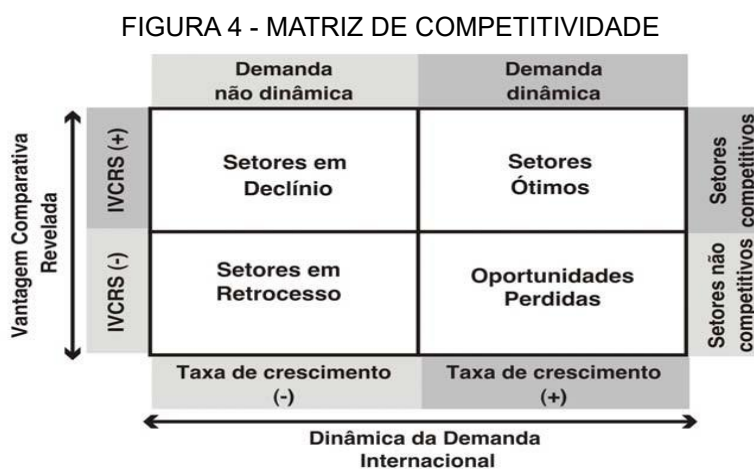 FIGURA 4 - MATRIZ DE COMPETITIVIDADE
Demanda
não dinâmica
Demanda
dinâmica
Vantagem Comparativa
Revelada
IVCRS (+)
Setores em
Declínio
Setores
Ótimos
Setores
competitivos
IVCRS (-)
Setores em
Retrocesso
Oportunidades
Perdidas
Setores não
competitivos
Taxa de crescimento
(-)
Taxa de crescimento
(+)
Dinâmica da Demanda
Internacional